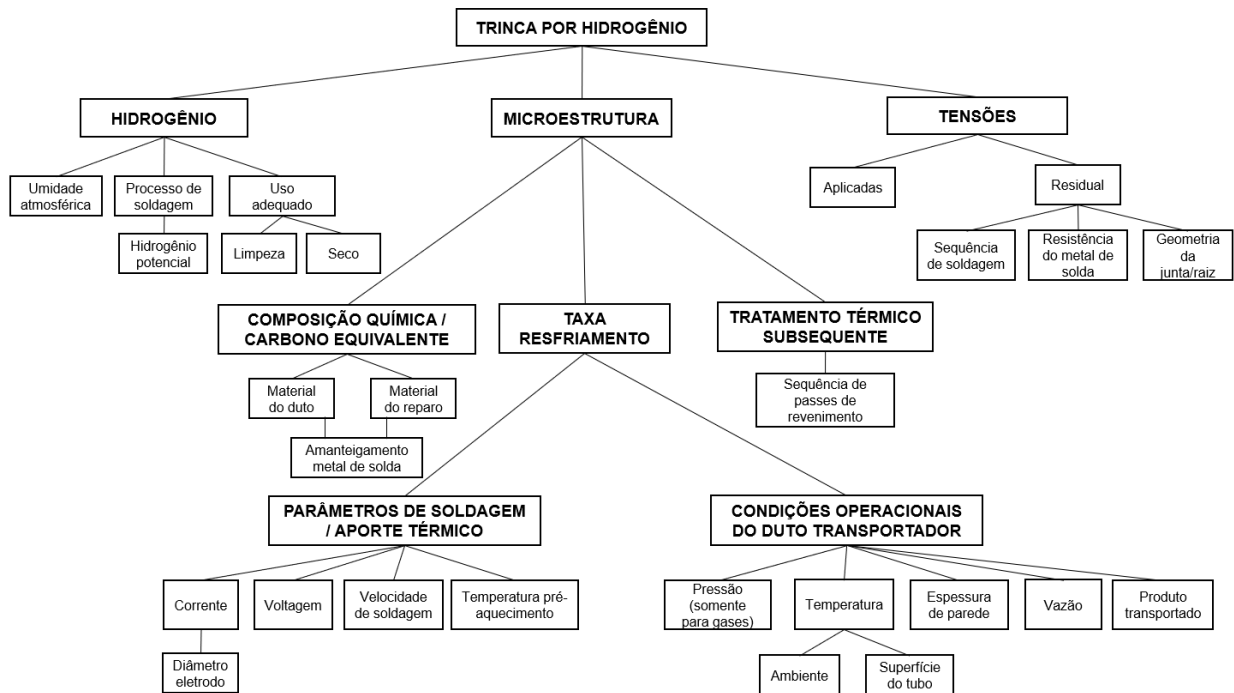 TRINCA POR HIDROGÊNIO
HIDROGÊNIO
MICROESTRUTURA
TENSÕES
Umidade
atmosférica
Processo de
soldagem
Uso
adequado
Aplicadas
Residual
Hidrogênio
potencial
Limpeza
Seco
Sequência
de soldagem
Resistência
do metal de
solda
Geometria
da
junta/raiz
COMPOSIÇÃO QUÍMICA /
CARBONO EQUIVALENTE
TAXA
RESFRIAMENTO
TRATAMENTO TÉRMICO
SUBSEQUENTE
Material
do duto
Material
do reparo
Sequência de
passes de
revenimento
Amanteigamento
metal de solda
PARÂMETROS DE SOLDAGEM
/ APORTE TÉRMICO
CONDIÇÕES OPERACIONAIS
DO DUTO TRANSPORTADOR
Corrente
Voltagem
Velocidade
de soldagem
Temperatura pré-
aquecimento
Pressão
(somente
para gases)
Temperatura
Espessura
de parede
Vazão
Produto
transportado
Diâmetro
eletrodo
Ambiente
Superfície
do tubo